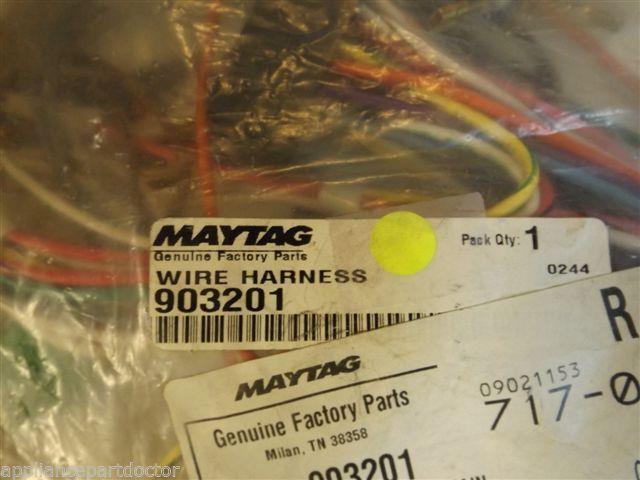 MAYTAG
Genuine Factory Parts
Pack Qty: 1
WIRE HARNESS
0244
903201
R
MAYTAG
09021153
Genuine Factory Parts
717-0
Milan, TN 38358
903201
appliancepartdoctor